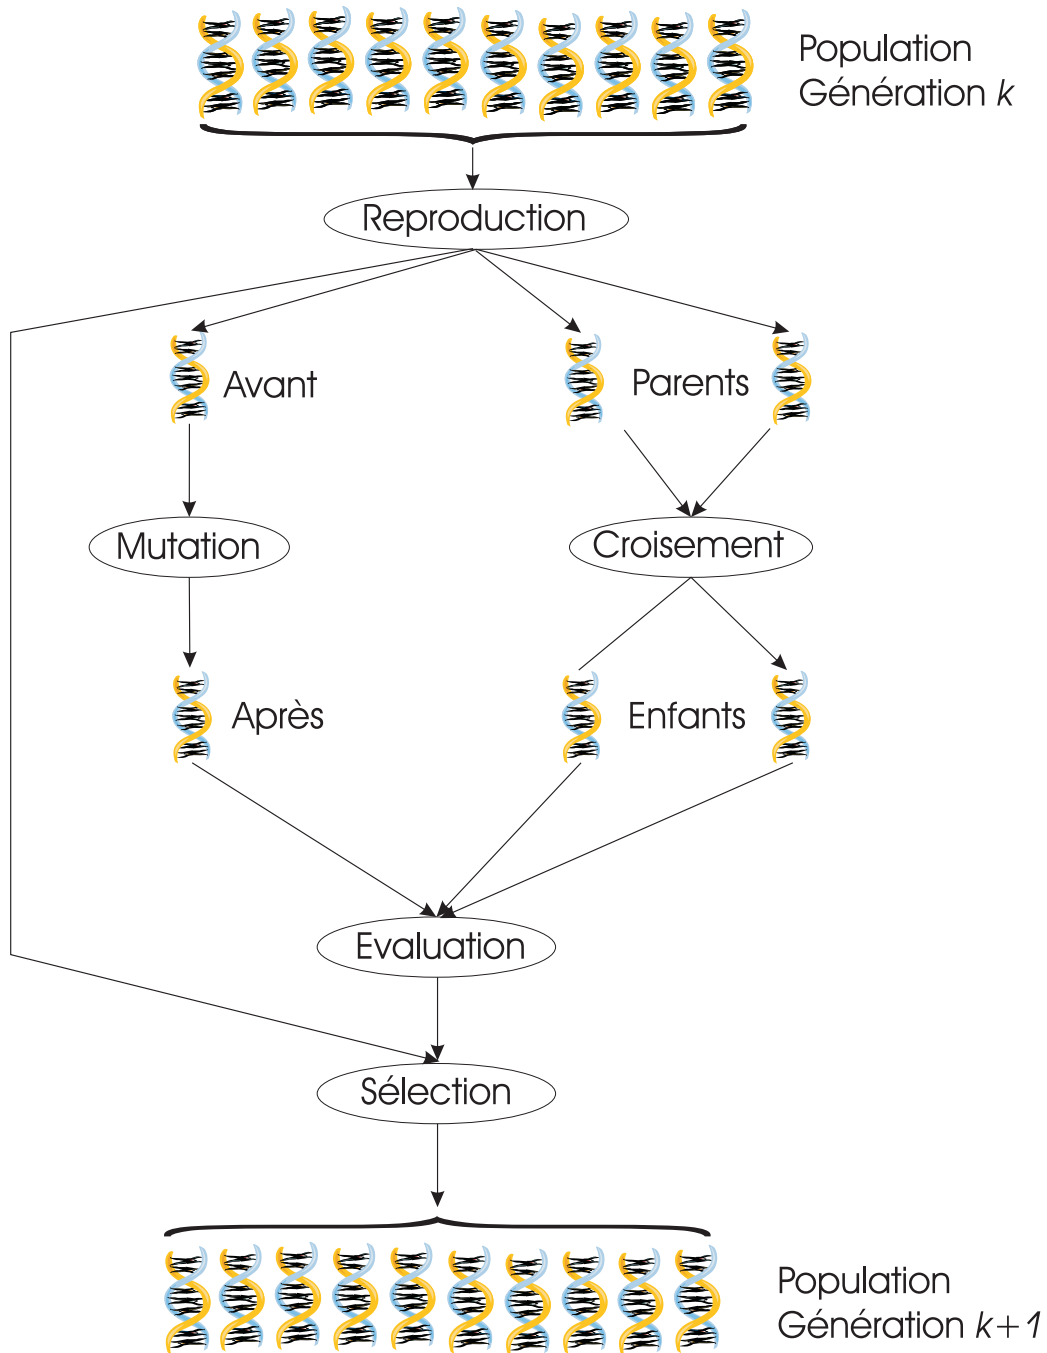 Population
Génération k
Reproduction
Avant
Parents
Mutation
Croisement
Après
Enfants
Evaluation
Sélection
Population
Génération k+1